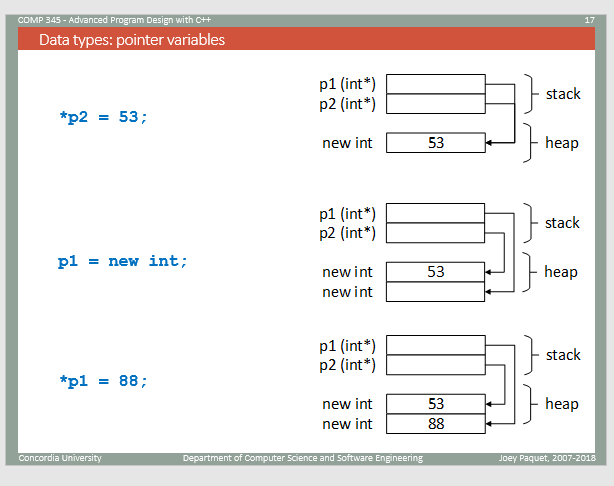 COMP 345 - Advanced Program Design with C++ 17
Data types: pointer variables
*p2 = 53;
p1 (int*)
p2 (int*)
stack
new int 53
heap
p1 = new int;
p1 (int*)
p2 (int*)
stack
new int 53
new int
heap
*p1 = 88;
p1 (int*)
p2 (int*)
stack
new int 53
new int 88
heap
Concordia University Department of Computer Science and Software Engineering Joey Paquet, 2007-2018